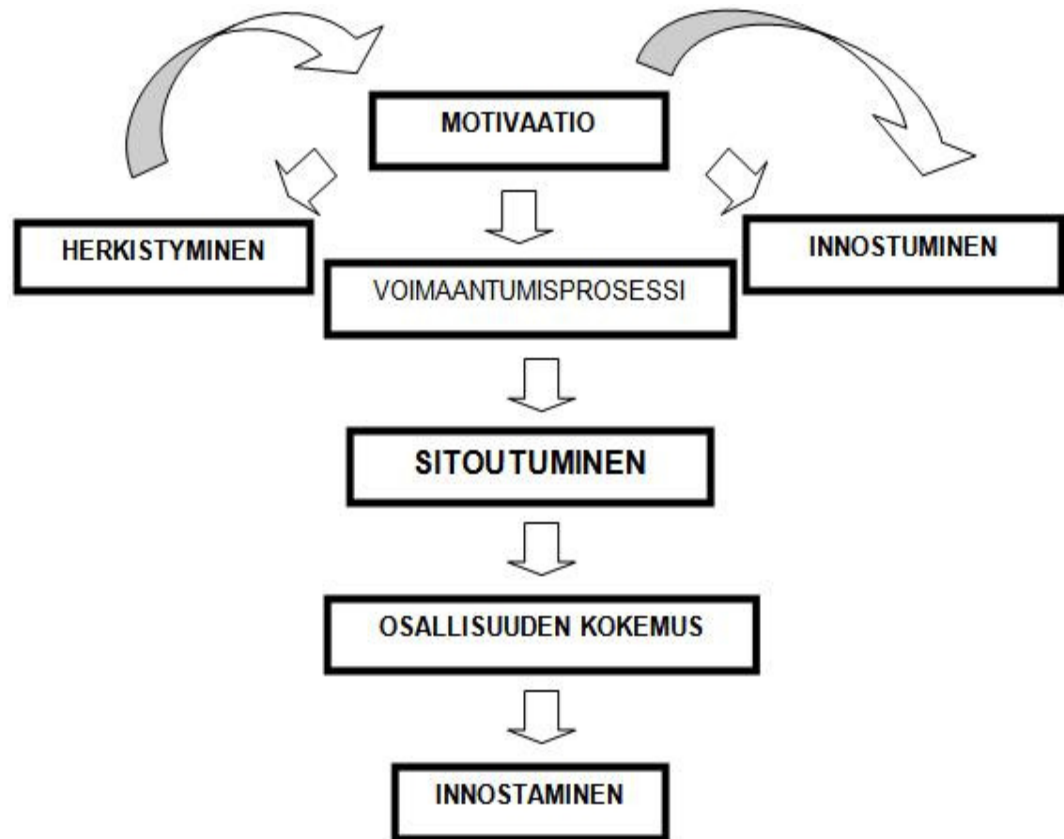 MOTIVAATIO
HERKISTYMINEN
INNOSTUMINEN
VOIMAANTUMISPROSESSI
SITOUTUMINEN
OSALLISUUDEN KOKEMUS
INNOSTAMINEN